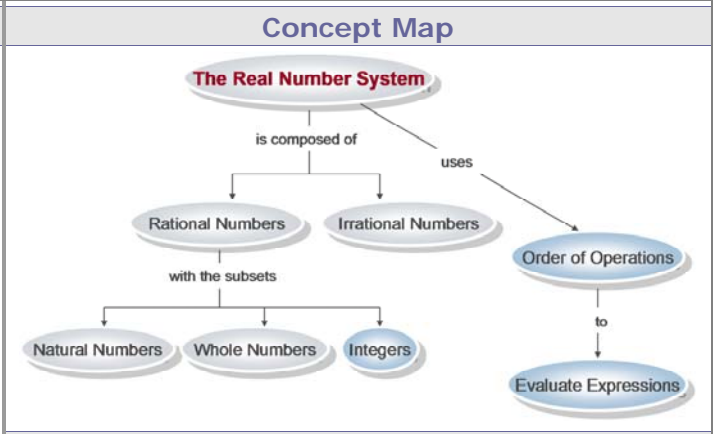 Concept Map
The Real Number System
is composed of
uses
Rational Numbers
Irrational Numbers
Order of Operations
with the subsets
to
Natural Numbers
Whole Numbers
Integers
Evaluate Expressions